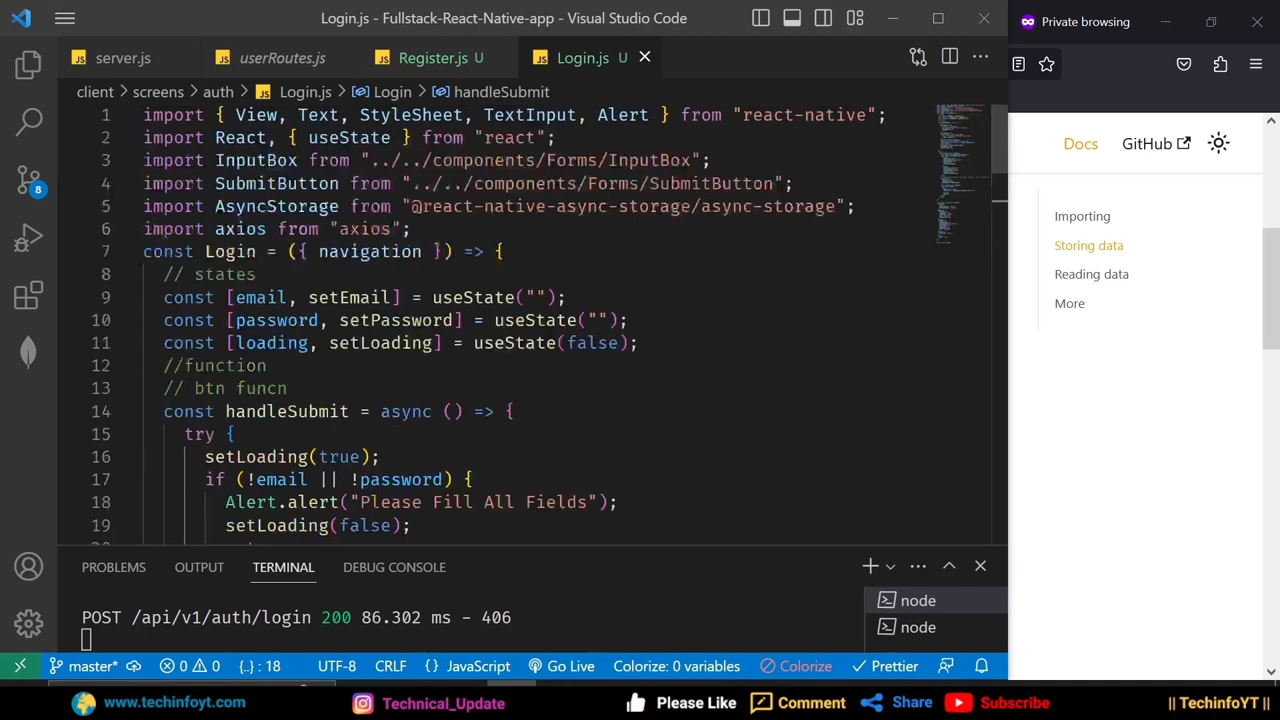 Login.js - Fullstack-React-Native-app - Visual Studio Code
Private browsing
server.js
userRoutes.js
Register.js U
Login.js U
client > screens > auth > Login.js > Login > handleSubmit
Docs
GitHub
Importing
Storing data
Reading data
More
1 import { View, Text, StyleSheet, TextInput, Alert } from "react-native";
2 import React, { useState } from "react";
3 import InputBox from "../../components/Forms/InputBox";
4 import SubmitButton from "../../components/Forms/SubmitButton";
5 import AsyncStorage from "@react-native-async-storage/async-storage";
6 import axios from "axios";
7 const Login = ({ navigation }) => {
8 // states
9 const [email, setEmail] = useState("");
10 const [password, setPassword] = useState("");
11 const [loading, setLoading] = useState(false);
12 //function
13 // btn funcn
14 const handleSubmit = async () => {
15 try {
16 setLoading(true);
17 if (!email || !password) {
18 Alert.alert("Please Fill All Fields");
19 setLoading(false);
8
PROBLEMS OUTPUT TERMINAL DEBUG CONSOLE
POST /api/v1/auth/login 200 86.302 ms - 406
node
node
master* 0 0 {..} : 18 UTF-8 CRLF {} JavaScript Go Live Colorize: 0 variables Colorize Prettier
www.techinfoyt.com Technical_Update Please Like Comment Share Subscribe || TechinfoYT ||